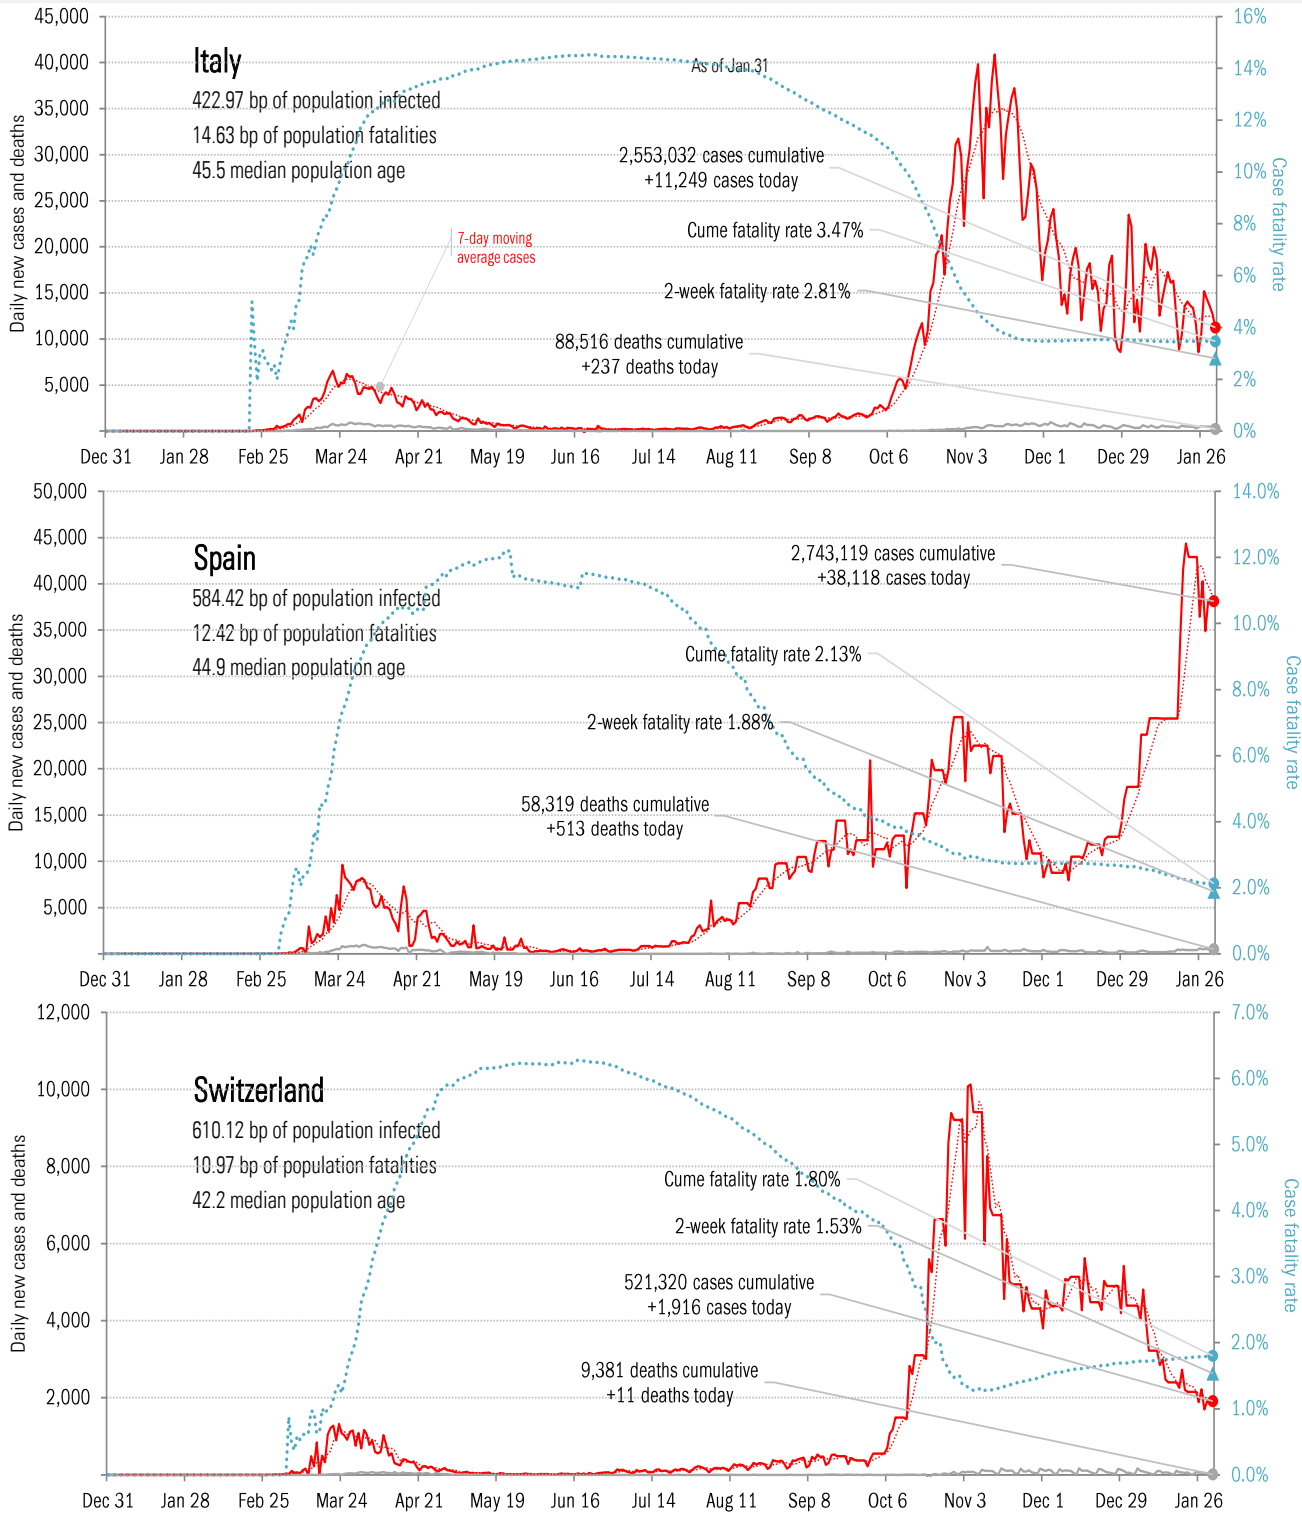 45,000
40,000
35,000
30,000
25,000
20,000
15,000
10,000
5,000
Daily new cases and deaths
Italy
422.97 bp of population infected
14.63 bp of population fatalities
45.5 median population age
As of Jan 31
7-day moving
average cases
2,553,032 cases cumulative
+11,249 cases today
Cume fatality rate 3.47%
2-week fatality rate 2.81%
88,516 deaths cumulative
+237 deaths today
16%
14%
12%
10%
8%
6%
4%
2%
0%
Case fatality rate
Dec 31 Jan 28 Feb 25 Mar 24 Apr 21 May 19 Jun 16 Jul 14 Aug 11 Sep 8 Oct 6 Nov 3 Dec 1 Dec 29 Jan 26
50,000
45,000
40,000
35,000
30,000
25,000
20,000
15,000
10,000
5,000
Daily new cases and deaths
Spain
584.42 bp of population infected
12.42 bp of population fatalities
44.9 median population age
2,743,119 cases cumulative
+38,118 cases today
Cume fatality rate 2.13%
2-week fatality rate 1.88%
58,319 deaths cumulative
+513 deaths today
14.0%
12.0%
10.0%
8.0%
6.0%
4.0%
2.0%
0.0%
Case fatality rate
Dec 31 Jan 28 Feb 25 Mar 24 Apr 21 May 19 Jun 16 Jul 14 Aug 11 Sep 8 Oct 6 Nov 3 Dec 1 Dec 29 Jan 26
12,000
10,000
8,000
6,000
4,000
2,000
Daily new cases and deaths
Switzerland
610.12 bp of population infected
10.97 bp of population fatalities
42.2 median population age
Cume fatality rate 1.80%
2-week fatality rate 1.53%
521,320 cases cumulative
+1,916 cases today
9,381 deaths cumulative
+11 deaths today
7.0%
6.0%
5.0%
4.0%
3.0%
2.0%
1.0%
0.0%
Case fatality rate
Dec 31 Jan 28 Feb 25 Mar 24 Apr 21 May 19 Jun 16 Jul 14 Aug 11 Sep 8 Oct 6 Nov 3 Dec 1 Dec 29 Jan 26